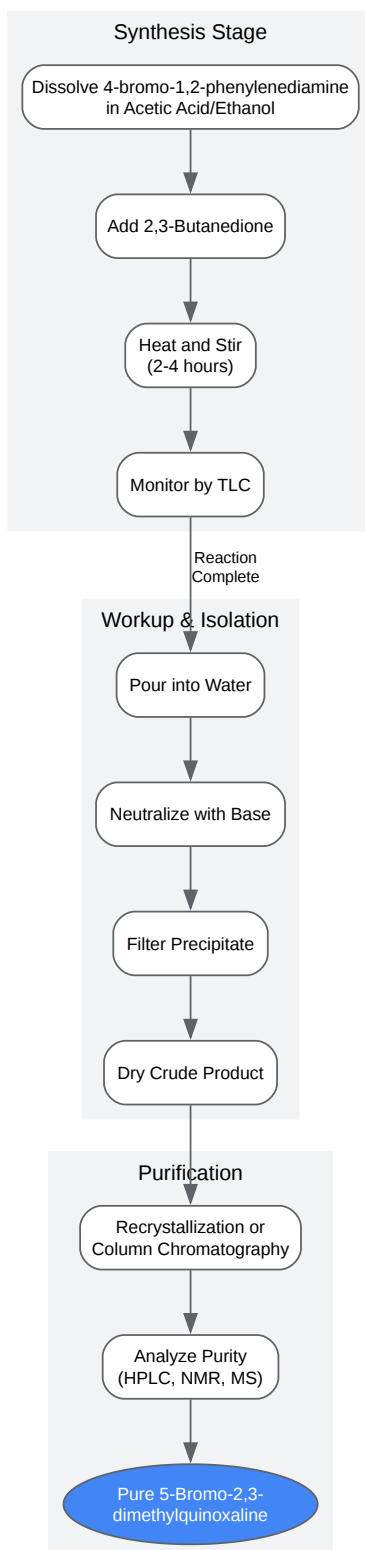 Synthesis Stage
Dissolve 4-bromo-1,2-phenylenediamine
in Acetic Acid/Ethanol
Add 2,3-Butanedione
Heat and Stir
(2-4 hours)
Monitor by TLC
Reaction
Complete
Workup & Isolation
Pour into Water
Neutralize with Base
Filter Precipitate
Dry Crude Product
Purification
Recrystallization or
Column Chromatography
Analyze Purity
(HPLC, NMR, MS)
Pure 5-Bromo-2,3-
dimethylquinoxaline